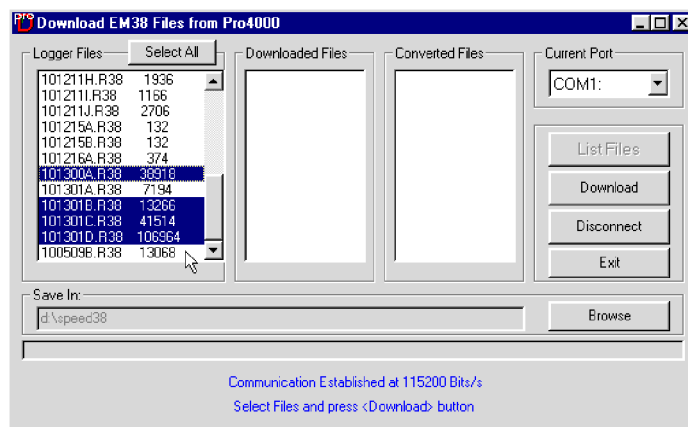 Pro Download EM38 Files from Pro4000
Logger Files
Select All
101211H.R38 1936
101211I.R38 1166
101211J.R38 2706
101215A.R38 132
101215B.R38 132
101216A.R38 374
101300A.R38 38918
101301A.R38 7194
101301B.R38 13266
101301C.R38 41514
101301D.R38 106964
100509B.R38 13068
Downloaded Files
Converted Files
Current Port
COM1:
List Files
Download
Disconnect
Exit
Save In:
d:\speed38
Browse
Communication Established at 115200 Bits/s
Select Files and press <Download> button